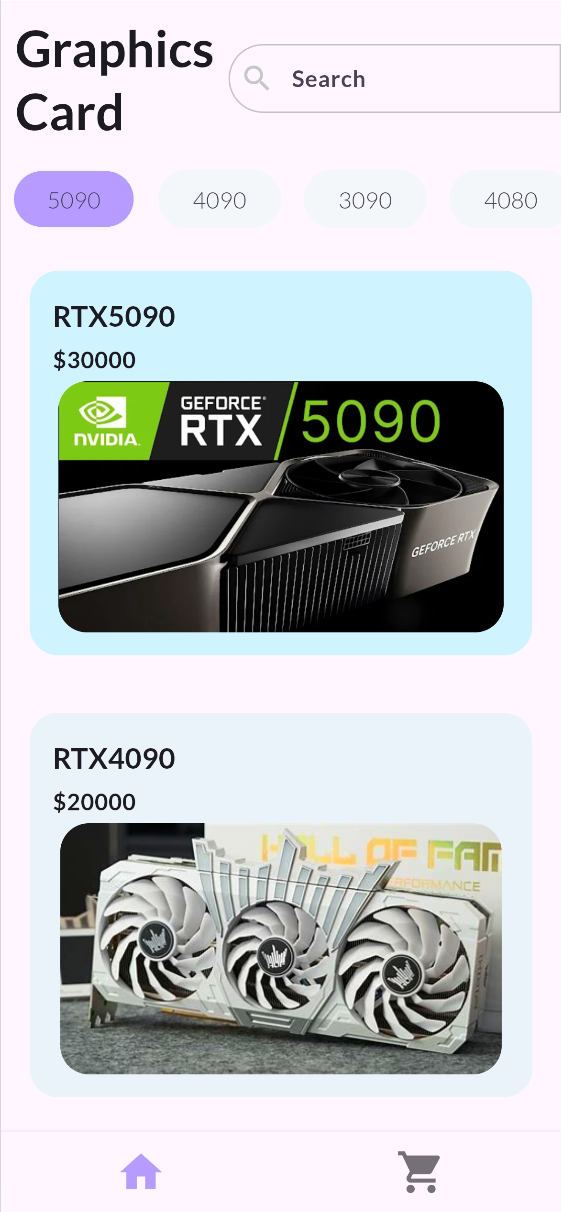 Graphics
Card
Search
5090
4090
3090
4080
RTX5090
$30000
NVIDIA.
GEFORCE®
RTX
5090
GEFORCE RTX
RTX4090
$20000
HALL OF FAM
PERFORMANCE